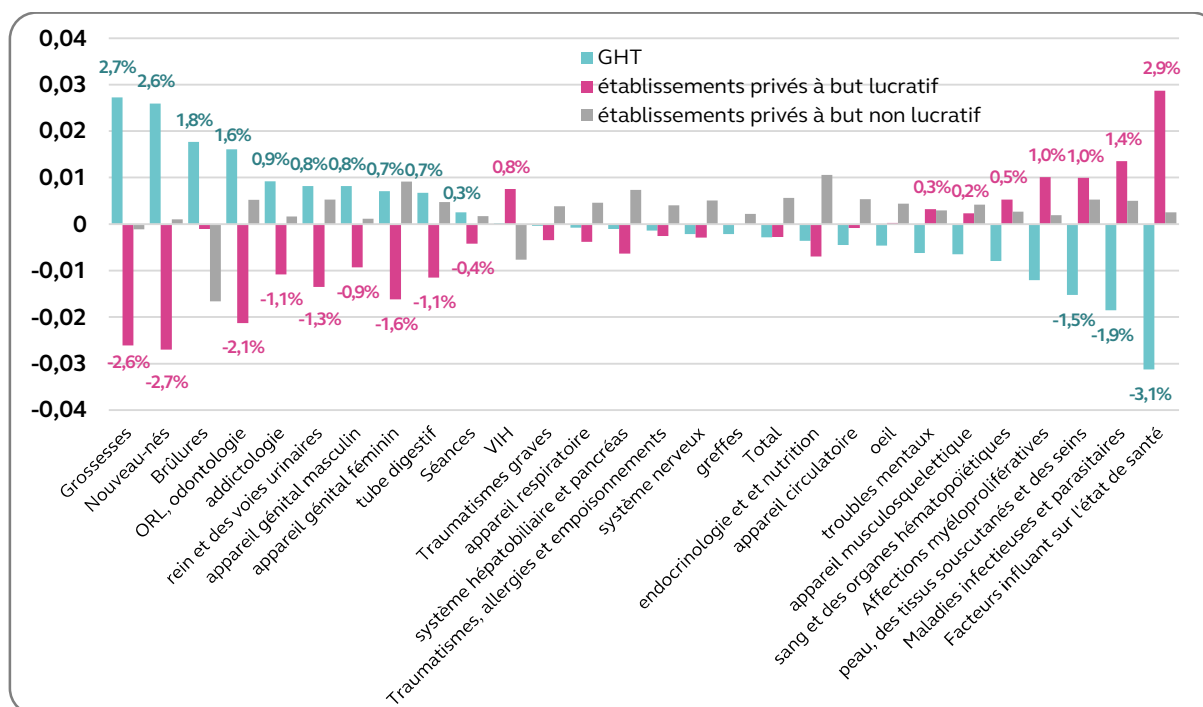 0,04
0,03
0,02
0,01
0
-0,01
-0,02
-0,03
-0,04
GHT
établissements privés à but lucratif
établissements privés à but non lucratif
2,7%
2,6%
1,8%
1,6%
0,9%
0,8%
0,8%
0,7%
0,7%
0,3%
0,8%
0,3%
0,2%
0,5%
1,0%
1,0%
1,4%
2,9%
-2,6%
-2,7%
-2,1%
-1,1%
-1,3%
-0,9%
-1,6%
-1,1%
-0,4%
-1,5%
-1,9%
-3,1%
Grossesses
Nouveau-nés
Brûlures
ORL, odontologie
addictologie
rein et des voies urinaires
appareil génital masculin
appareil génital féminin
tube digestif
Séances
VIH
Traumatismes graves
appareil respiratoire
système hépatobiliaire et pancréas
Traumatismes, allergies et empoisonnements
système nerveux
greffes
Total
endocrinologie et et nutrition
appareil circulatoire
oeil
troubles mentaux
appareil musculosquelettique
sang et des organes hématopoïétiques
Affections myéloprolifératives
peau, des tissus souscutanés et des seins
Maladies infectieuses et parasitaires
Facteurs influant sur l'état de santé